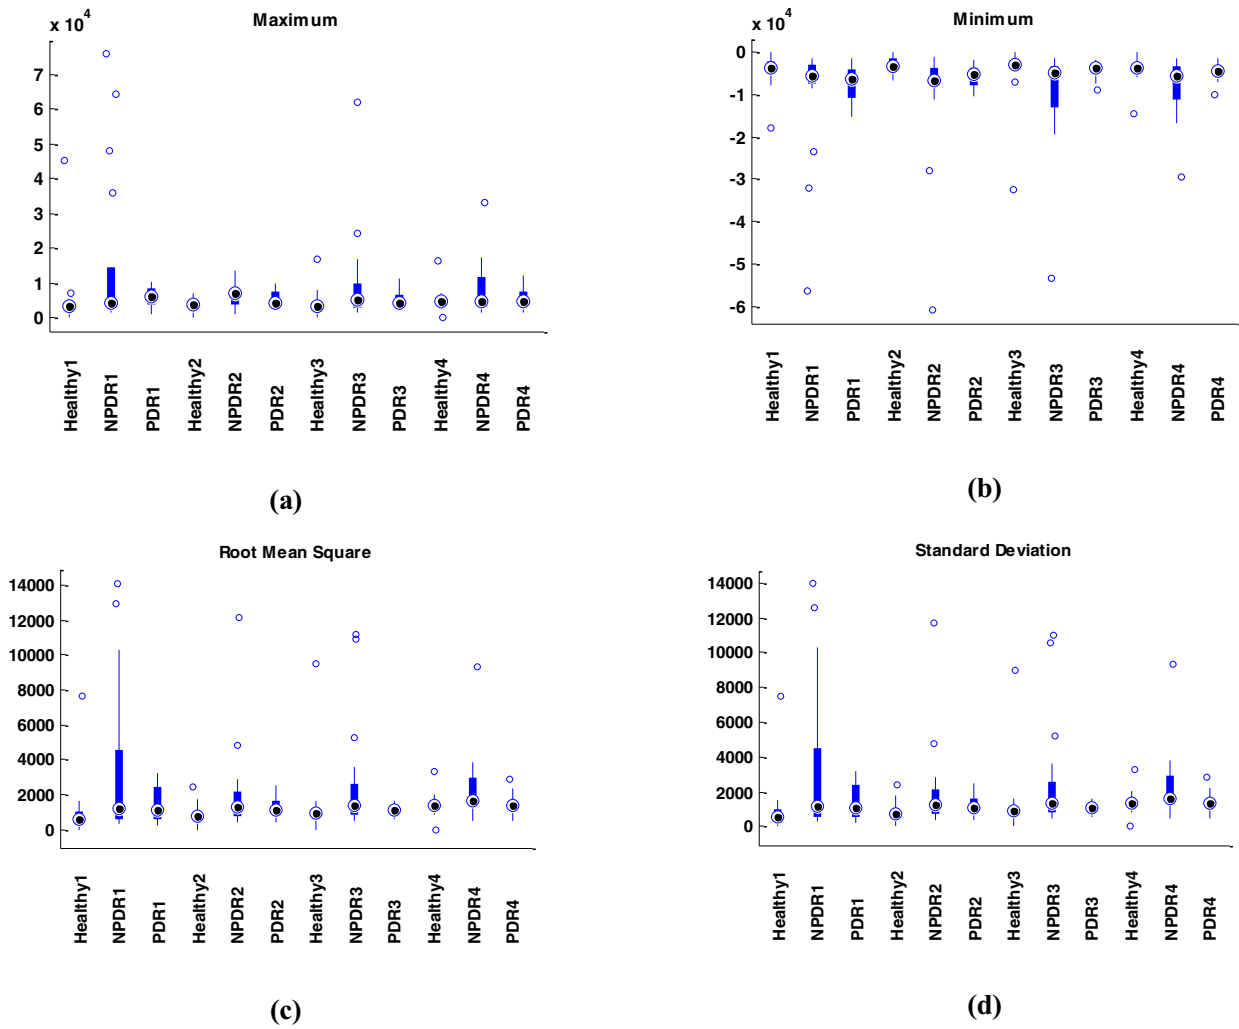 Maximum
x 10^4
7
6
5
4
3
2
1
0
Healthy1
NPDR1
PDR1
Healthy2
NPDR2
PDR2
Healthy3
NPDR3
PDR3
Healthy4
NPDR4
PDR4
(a)
Minimum
x 10^4
0
-1
-2
-3
-4
-5
-6
Healthy1
NPDR1
PDR1
Healthy2
NPDR2
PDR2
Healthy3
NPDR3
PDR3
Healthy4
NPDR4
PDR4
(b)
Root Mean Square
14000
12000
10000
8000
6000
4000
2000
0
Healthy1
NPDR1
PDR1
Healthy2
NPDR2
PDR2
Healthy3
NPDR3
PDR3
Healthy4
NPDR4
PDR4
(c)
Standard Deviation
14000
12000
10000
8000
6000
4000
2000
0
Healthy1
NPDR1
PDR1
Healthy2
NPDR2
PDR2
Healthy3
NPDR3
PDR3
Healthy4
NPDR4
PDR4
(d)